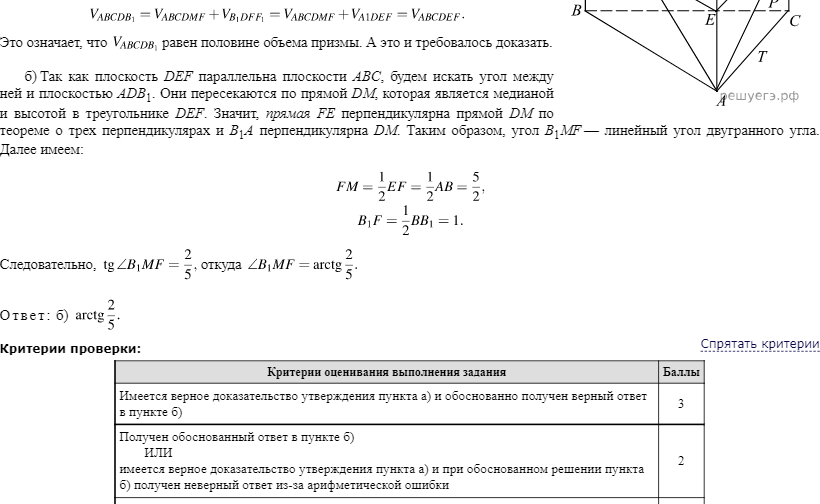 V_{ABCDB_1} = V_{ABCDMF} + V_{B_1DFF_1} = V_{ABCDMF} + V_{A1DEF} = V_{ABCDEF}.
B
E
P
C
T
A
решуегэ.рф
Это означает, что V_{ABCDB_1} равен половине объема призмы. А это и требовалось доказать.
б) Так как плоскость DEF параллельна плоскости ABC, будем искать угол между
ней и плоскостью ADB_1. Они пересекаются по прямой DM, которая является медианой
и высотой в треугольнике DEF. Значит, прямая FE перпендикулярна прямой DM по
теореме о трех перпендикулярах и B_1A перпендикулярна DM. Таким образом, угол B_1MF — линейный угол двугранного угла.
Далее имеем:
FM = \frac{1}{2}EF = \frac{1}{2}AB = \frac{5}{2},
B_1F = \frac{1}{2}BB_1 = 1.
Следовательно, tg∠B_1MF = \frac{2}{5}, откуда ∠B_1MF = arctg\frac{2}{5}.
Ответ: б) arctg\frac{2}{5}.
Критерии проверки:
Спрятать критерии
Критерии оценивания выполнения задания Баллы
Имеется верное доказательство утверждения пункта а) и обоснованно получен верный ответ
в пункте б)
3
Получен обоснованный ответ в пункте б)
ИЛИ
имеется верное доказательство утверждения пункта а) и при обоснованном решении пункта
б) получен неверный ответ из-за арифметической ошибки
2